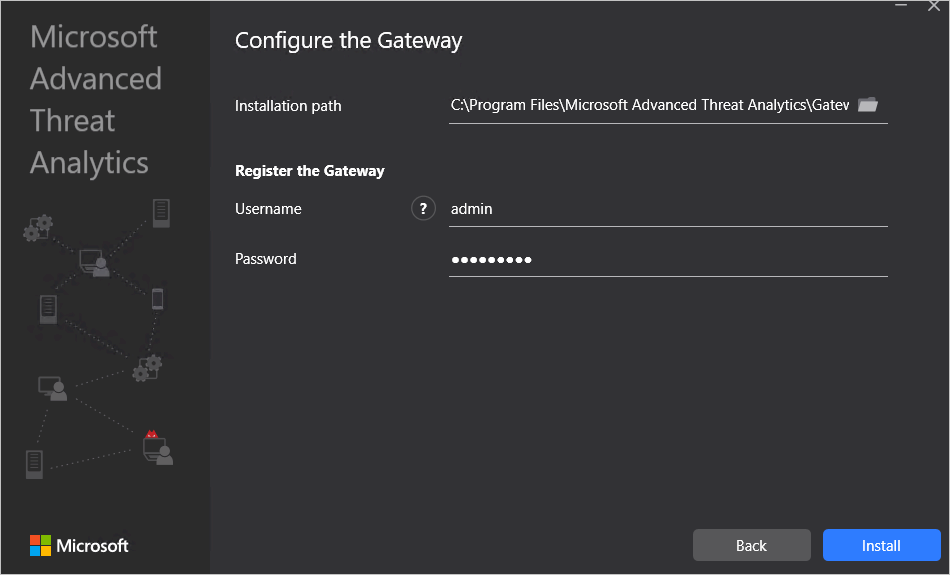 Microsoft
Advanced
Threat
Analytics
Configure the Gateway
Installation path
C:\Program Files\Microsoft Advanced Threat Analytics\Gatew
Register the Gateway
Username
?
admin
Password
●●●●●●●●●
Microsoft
Back
Install